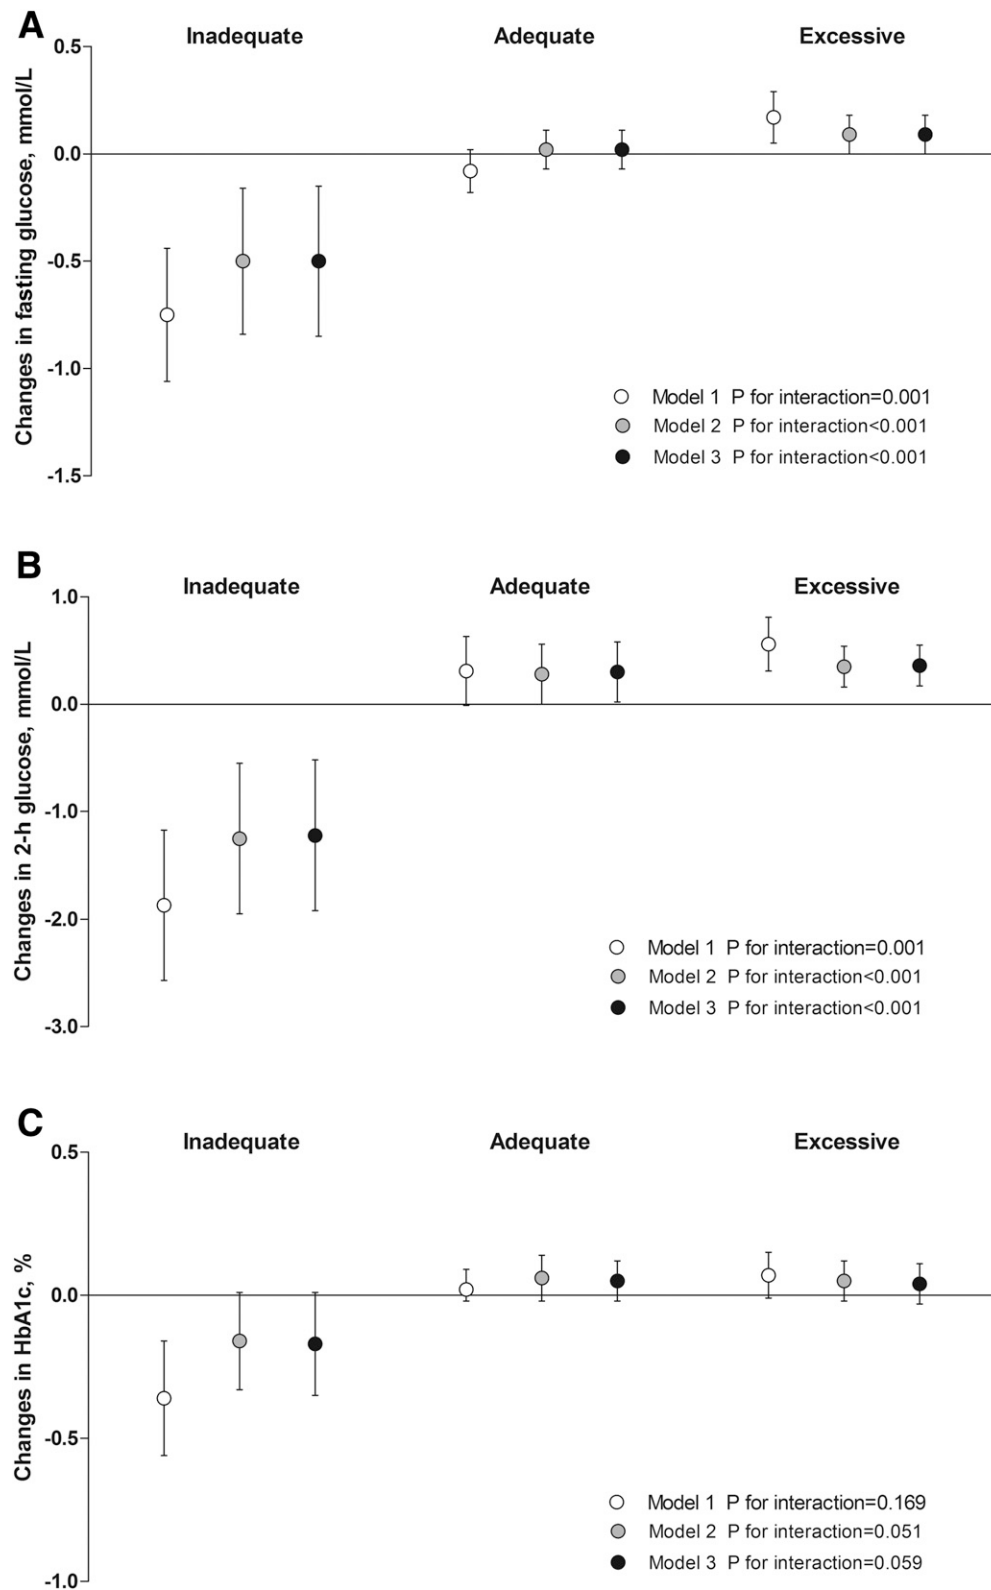 A
Inadequate Adequate Excessive
Changes in fasting glucose, mmol/L
0.5
0.0
-0.5
-1.0
-1.5
Model 1 P for interaction=0.001
Model 2 P for interaction<0.001
Model 3 P for interaction<0.001
B
Inadequate Adequate Excessive
Changes in 2-h glucose, mmol/L
1.0
0.0
-1.0
-2.0
-3.0
Model 1 P for interaction=0.001
Model 2 P for interaction<0.001
Model 3 P for interaction<0.001
C
Inadequate Adequate Excessive
Changes in HbA1c, %
0.5
0.0
-0.5
-1.0
Model 1 P for interaction=0.169
Model 2 P for interaction=0.051
Model 3 P for interaction=0.059